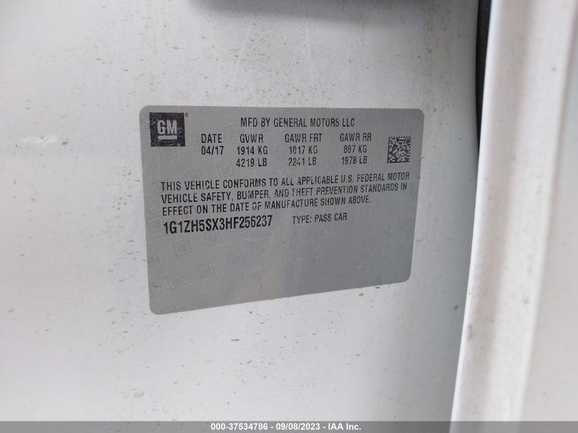 GM
MFD BY GENERAL MOTORS LLC
DATE GVWR GAWR FRT GAWR RR
04/17 1914 KG 1017 KG 897 KG
4219 LB 2241 LB 1978 LB
THIS VEHICLE CONFORMS TO ALL APPLICABLE U.S. FEDERAL MOTOR
VEHICLE SAFETY, BUMPER, AND THEFT PREVENTION STANDARDS IN
EFFECT ON THE DATE OF MANUFACTURE SHOWN ABOVE.
1G1ZH5SX3HF256237 TYPE: PASS CAR
000-37534786 - 09/08/2023 - IAA Inc.